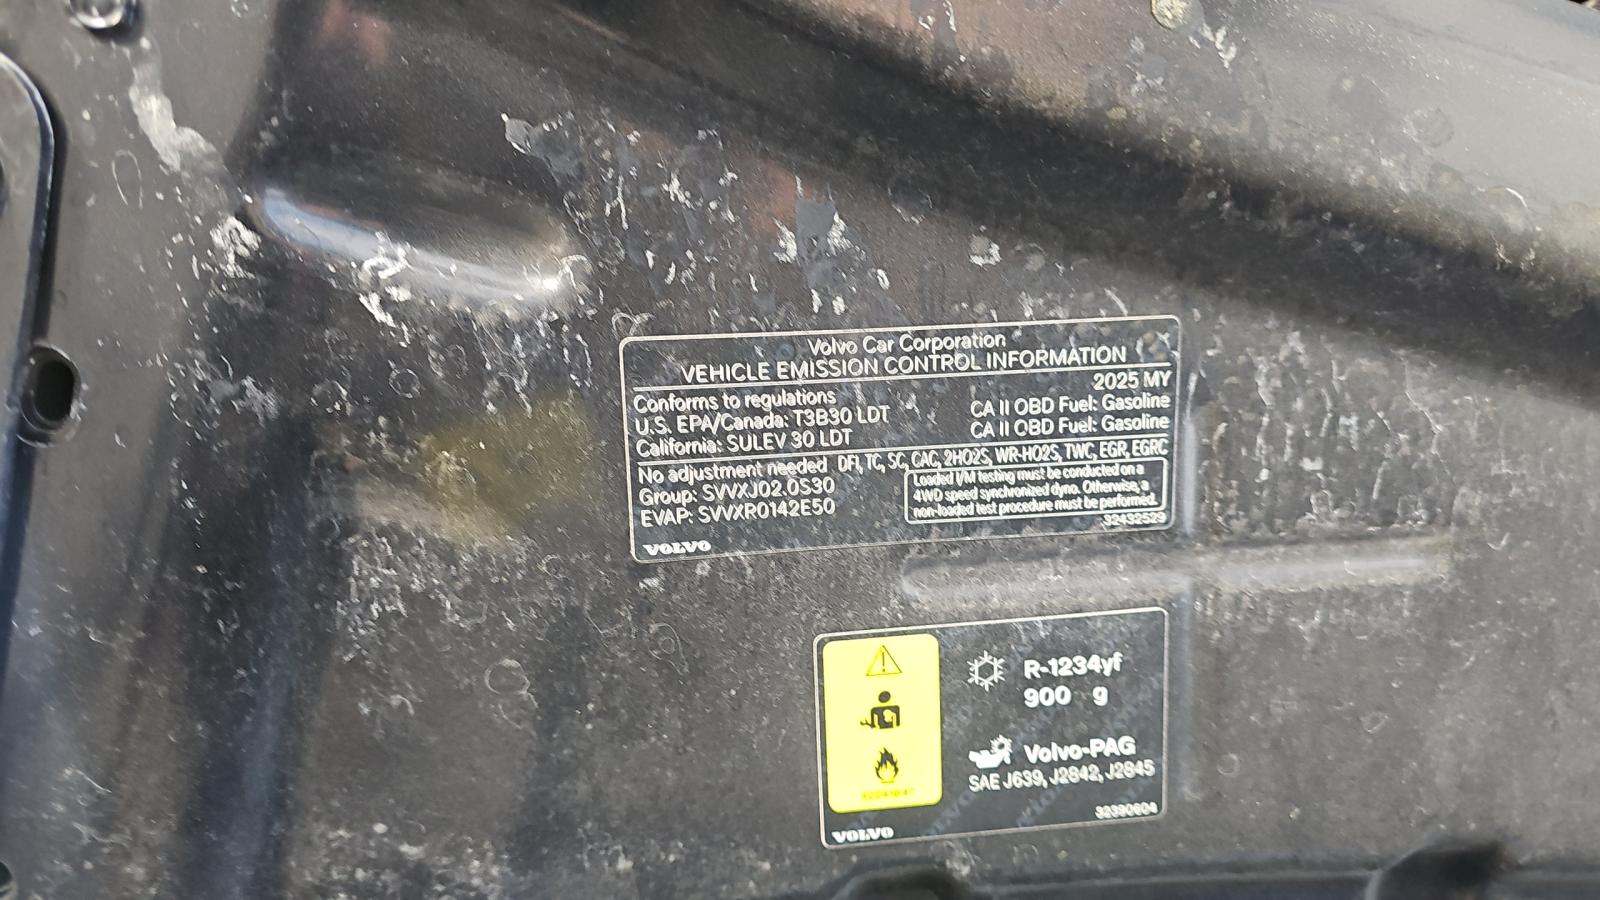 Volvo Car Corporation
VEHICLE EMISSION CONTROL INFORMATION
2025 MY
Conforms to regulations
U.S. EPA/Canada: T3B30 LDT CA II OBD Fuel: Gasoline
California: SULEV 30 LDT CA II OBD Fuel: Gasoline
No adjustment needed DFI, TC, SC, CAC, 2HO2S, WR-HO2S, TWC, EGR, EGRC
Group: SVVXJ02.0S30
EVAP: SVVXR0142E50
Loaded I/M testing must be conducted on a
4WD speed synchronized dyno. Otherwise, a
non-loaded test procedure must be performed.
32432529
VOLVO
R-1234yf
900 g
Volvo-PAG
SAE J639, J2842, J2845
32390604
VOLVO